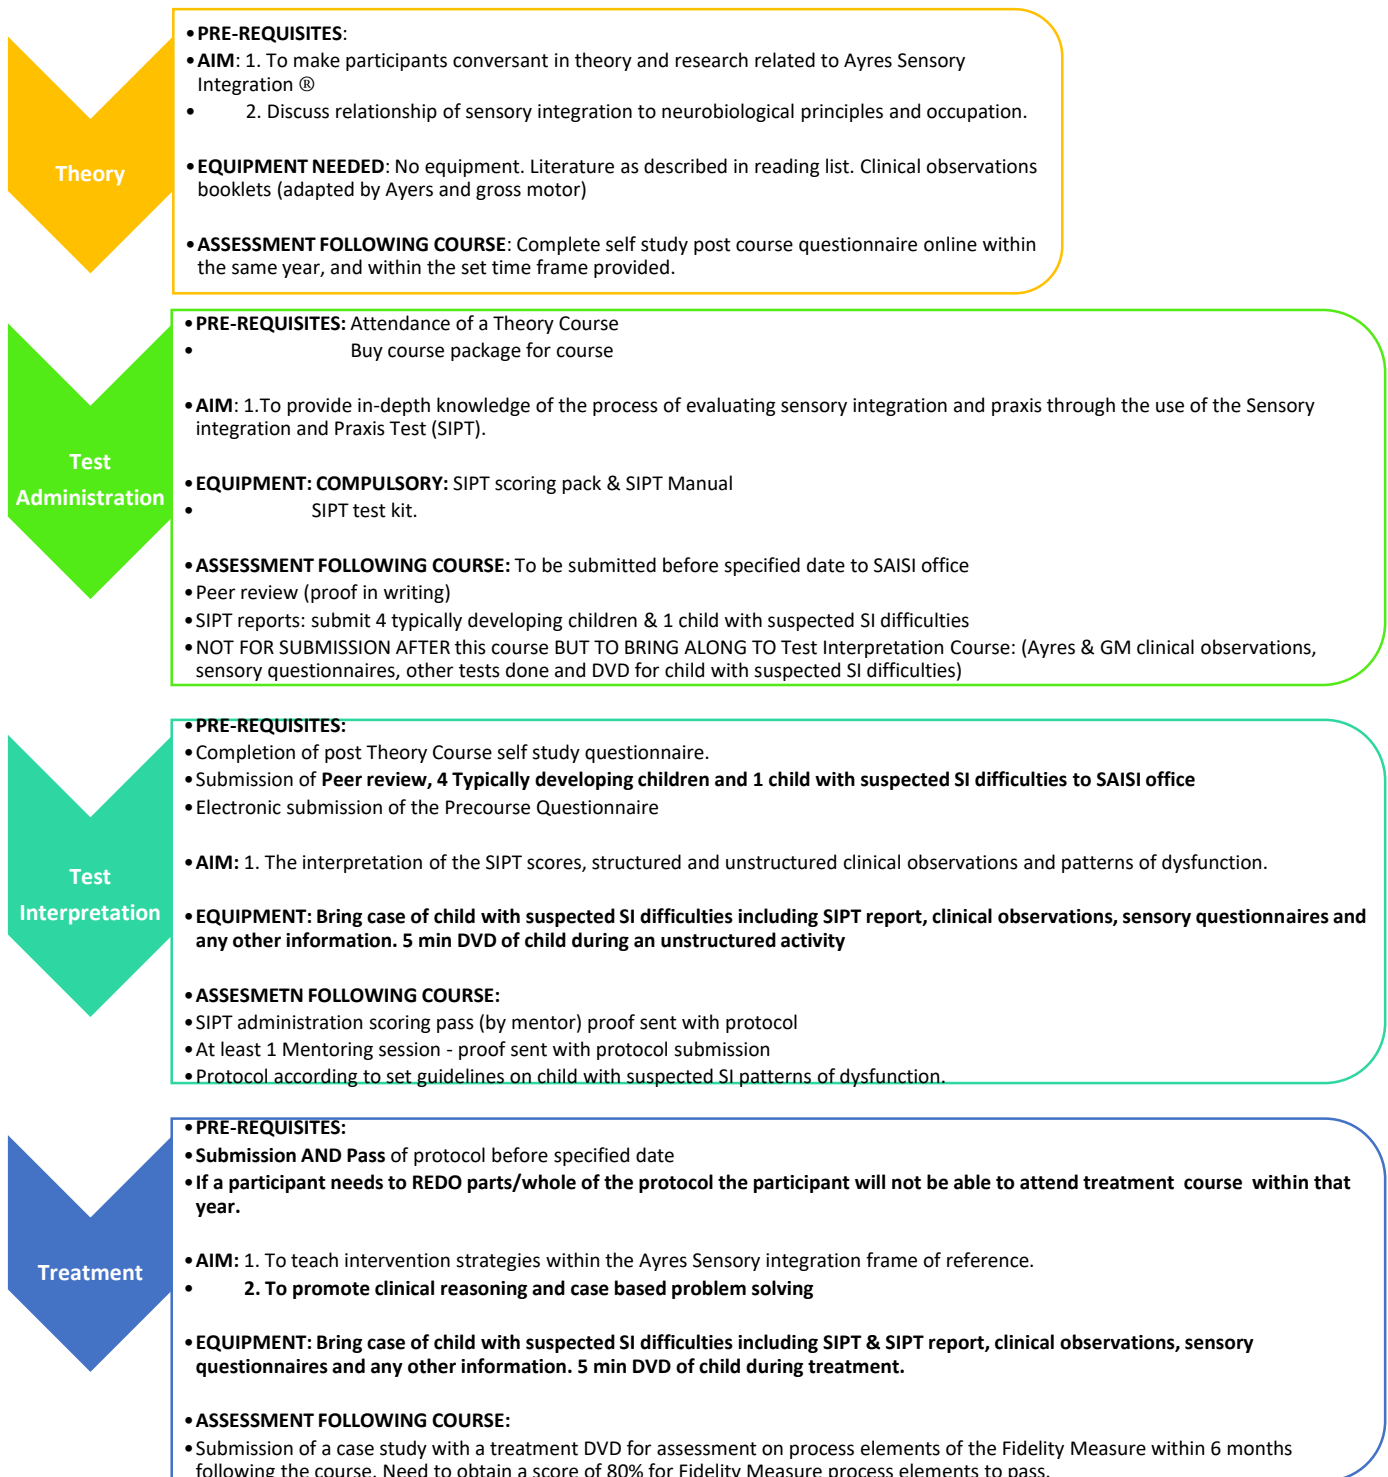 Theory
•PRE-REQUISITES:
•AIM: 1. To make participants conversant in theory and research related to Ayres Sensory
Integration ®
• 2. Discuss relationship of sensory integration to neurobiological principles and occupation.
•EQUIPMENT NEEDED: No equipment. Literature as described in reading list. Clinical observations
booklets (adapted by Ayers and gross motor)
•ASSESSMENT FOLLOWING COURSE: Complete self study post course questionnaire online within
the same year, and within the set time frame provided.
Test
Administration
•PRE-REQUISITES: Attendance of a Theory Course
• Buy course package for course
•AIM: 1.To provide in-depth knowledge of the process of evaluating sensory integration and praxis through the use of the Sensory
integration and Praxis Test (SIPT).
•EQUIPMENT: COMPULSORY: SIPT scoring pack & SIPT Manual
• SIPT test kit.
•ASSESSMENT FOLLOWING COURSE: To be submitted before specified date to SAISI office
•Peer review (proof in writing)
•SIPT reports: submit 4 typically developing children & 1 child with suspected SI difficulties
•NOT FOR SUBMISSION AFTER this course BUT TO BRING ALONG TO Test Interpretation Course: (Ayres & GM clinical observations,
sensory questionnaires, other tests done and DVD for child with suspected SI difficulties)
Test
Interpretation
•PRE-REQUISITES:
•Completion of post Theory Course self study questionnaire.
•Submission of Peer review, 4 Typically developing children and 1 child with suspected SI difficulties to SAISI office
•Electronic submission of the Precourse Questionnaire
•AIM: 1. The interpretation of the SIPT scores, structured and unstructured clinical observations and patterns of dysfunction.
•EQUIPMENT: Bring case of child with suspected SI difficulties including SIPT report, clinical observations, sensory questionnaires and
any other information. 5 min DVD of child during an unstructured activity
•ASSESMETN FOLLOWING COURSE:
•SIPT administration scoring pass (by mentor) proof sent with protocol
•At least 1 Mentoring session - proof sent with protocol submission
•Protocol according to set guidelines on child with suspected SI patterns of dysfunction.
Treatment
•PRE-REQUISITES:
•Submission AND Pass of protocol before specified date
•If a participant needs to REDO parts/whole of the protocol the participant will not be able to attend treatment course within that
year.
•AIM: 1. To teach intervention strategies within the Ayres Sensory integration frame of reference.
• 2. To promote clinical reasoning and case based problem solving
•EQUIPMENT: Bring case of child with suspected SI difficulties including SIPT & SIPT report, clinical observations, sensory
questionnaires and any other information. 5 min DVD of child during treatment.
•ASSESSMENT FOLLOWING COURSE:
•Submission of a case study with a treatment DVD for assessment on process elements of the Fidelity Measure within 6 months
following the course. Need to obtain a score of 80% for Fidelity Measure process elements to pass.